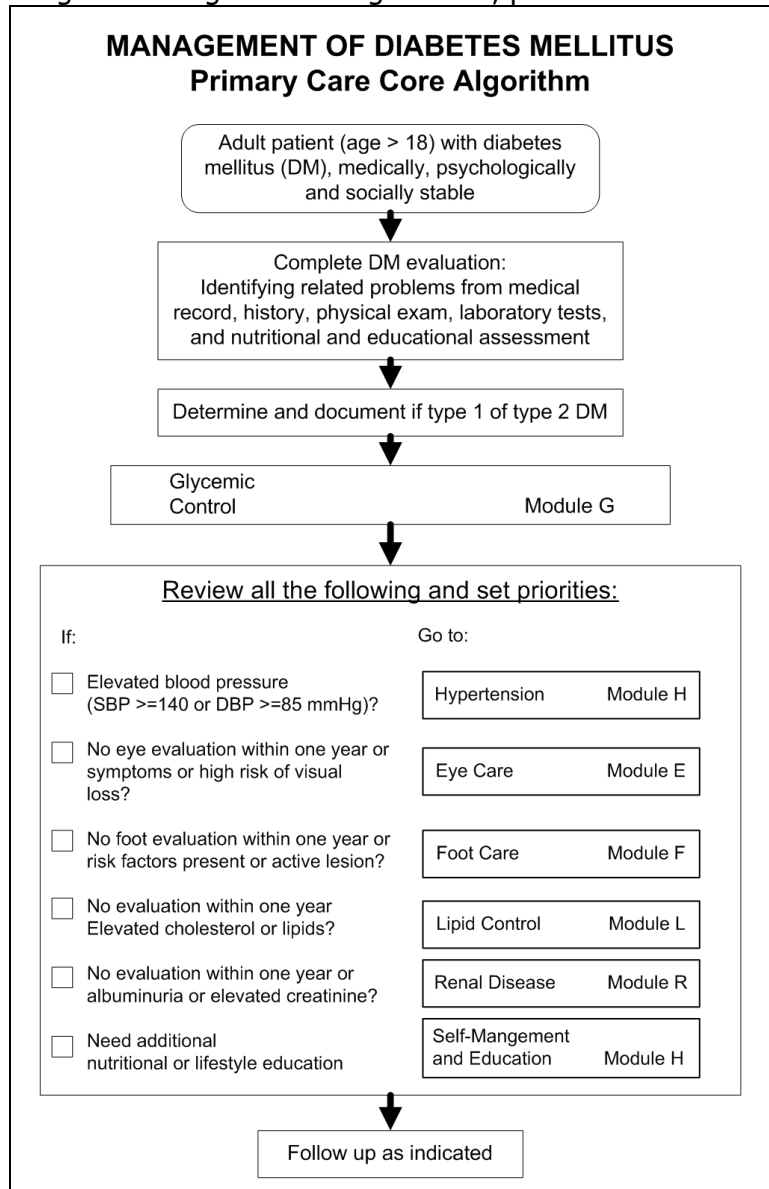 MANAGEMENT OF DIABETES MELLITUS
Primary Care Core Algorithm
Adult patient (age > 18) with diabetes
mellitus (DM), medically, psychologically
and socially stable
Complete DM evaluation:
Identifying related problems from medical
record, history, physical exam, laboratory tests,
and nutritional and educational assessment
Determine and document if type 1 of type 2 DM
Glycemic
Control Module G
Review all the following and set priorities:
If: Go to:
Elevated blood pressure
(SBP >=140 or DBP >=85 mmHg)?
Hypertension Module H
No eye evaluation within one year or
symptoms or high risk of visual
loss?
Eye Care Module E
No foot evaluation within one year or
risk factors present or active lesion?
Foot Care Module F
No evaluation within one year
Elevated cholesterol or lipids?
Lipid Control Module L
No evaluation within one year or
albuminuria or elevated creatinine?
Renal Disease Module R
Need additional
nutritional or lifestyle education
Self-Mangement
and Education Module H
Follow up as indicated